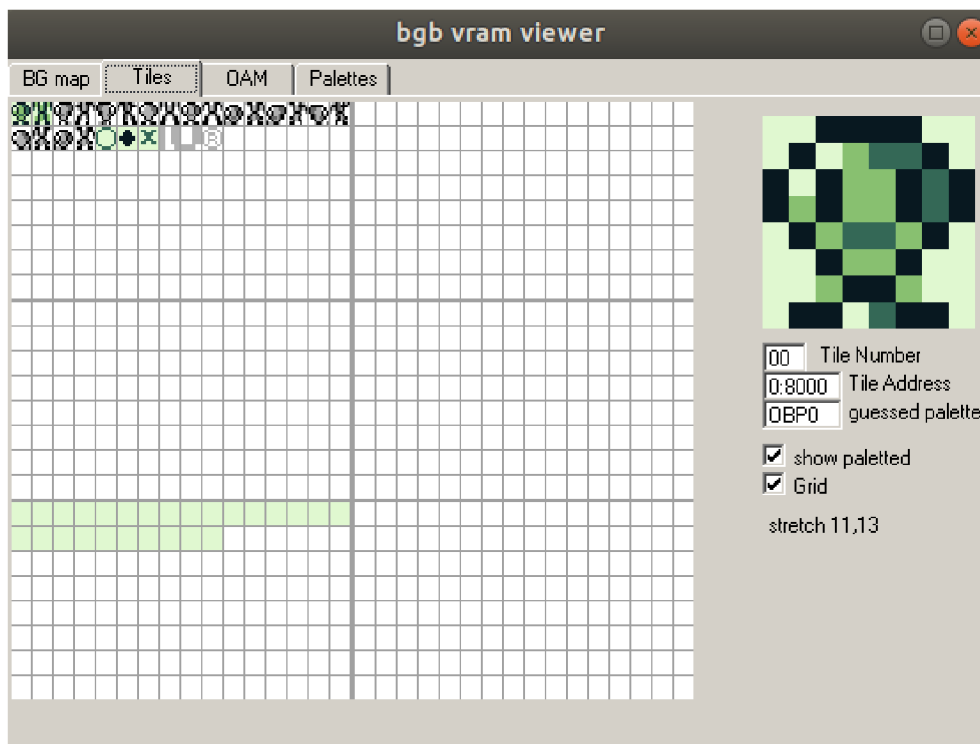 bgb vram viewer
BG map Tiles OAM Palettes
00 Tile Number
0:8000 Tile Address
OBP0 guessed palette
show paletted
Grid
stretch 11,13